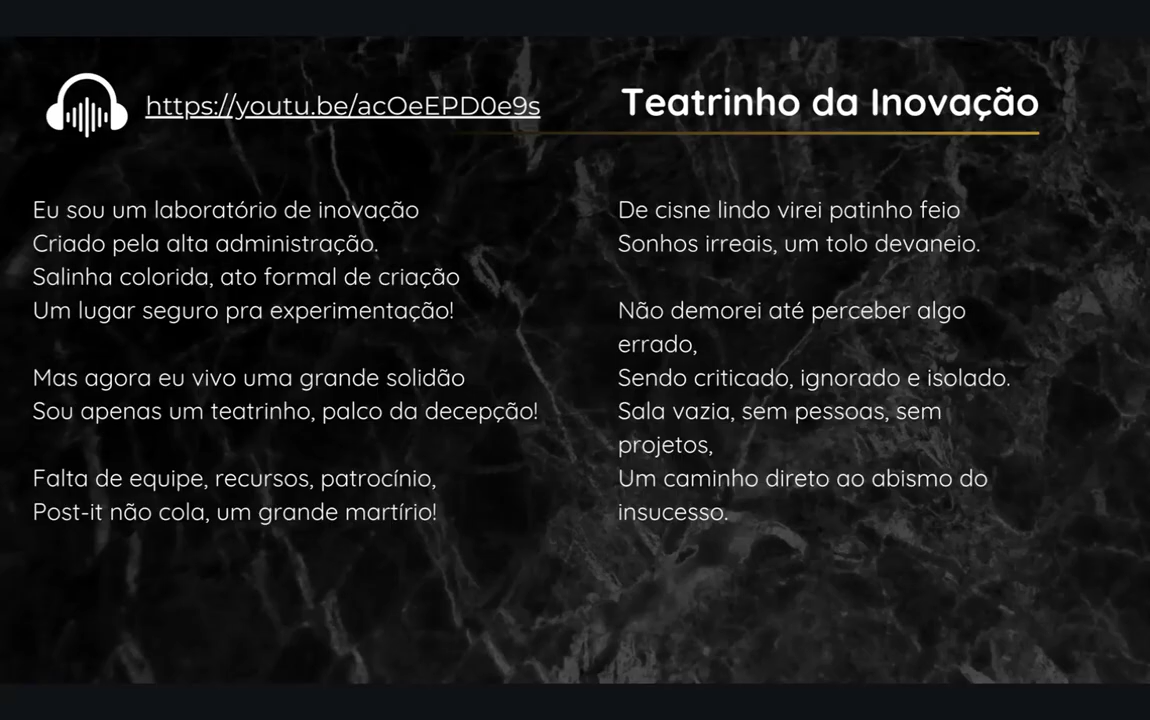 https://youtu.be/acOeEPD0e9s
Teatrinho da Inovação
Eu sou um laboratório de inovação
Criado pela alta administração.
Salinha colorida, ato formal de criação
Um lugar seguro pra experimentação!
Mas agora eu vivo uma grande solidão
Sou apenas um teatrinho, palco da decepção!
Falta de equipe, recursos, patrocínio,
Post-it não cola, um grande martírio!
De cisne lindo virei patinho feio
Sonhos irreais, um tolo devaneio.
Não demorei até perceber algo
errado,
Sendo criticado, ignorado e isolado.
Sala vazia, sem pessoas, sem
projetos,
Um caminho direto ao abismo do
insucesso.